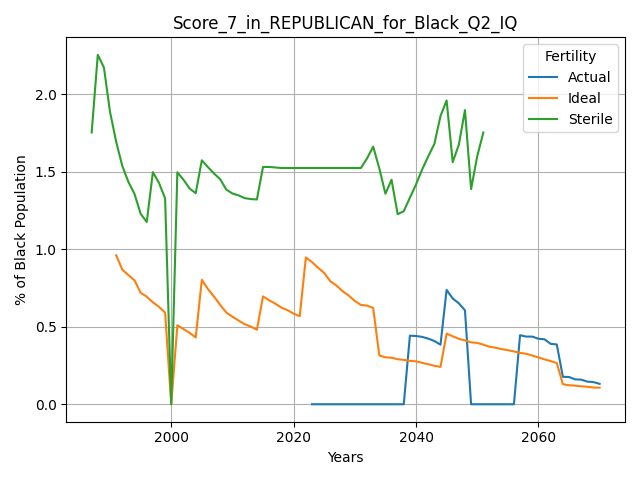 Score_7_in_REPUBLICAN_for_Black_Q2_IQ
Fertility
Actual
Ideal
Sterile
% of Black Population
2.0
1.5
1.0
0.5
0.0
2000
2020
2040
2060
Years